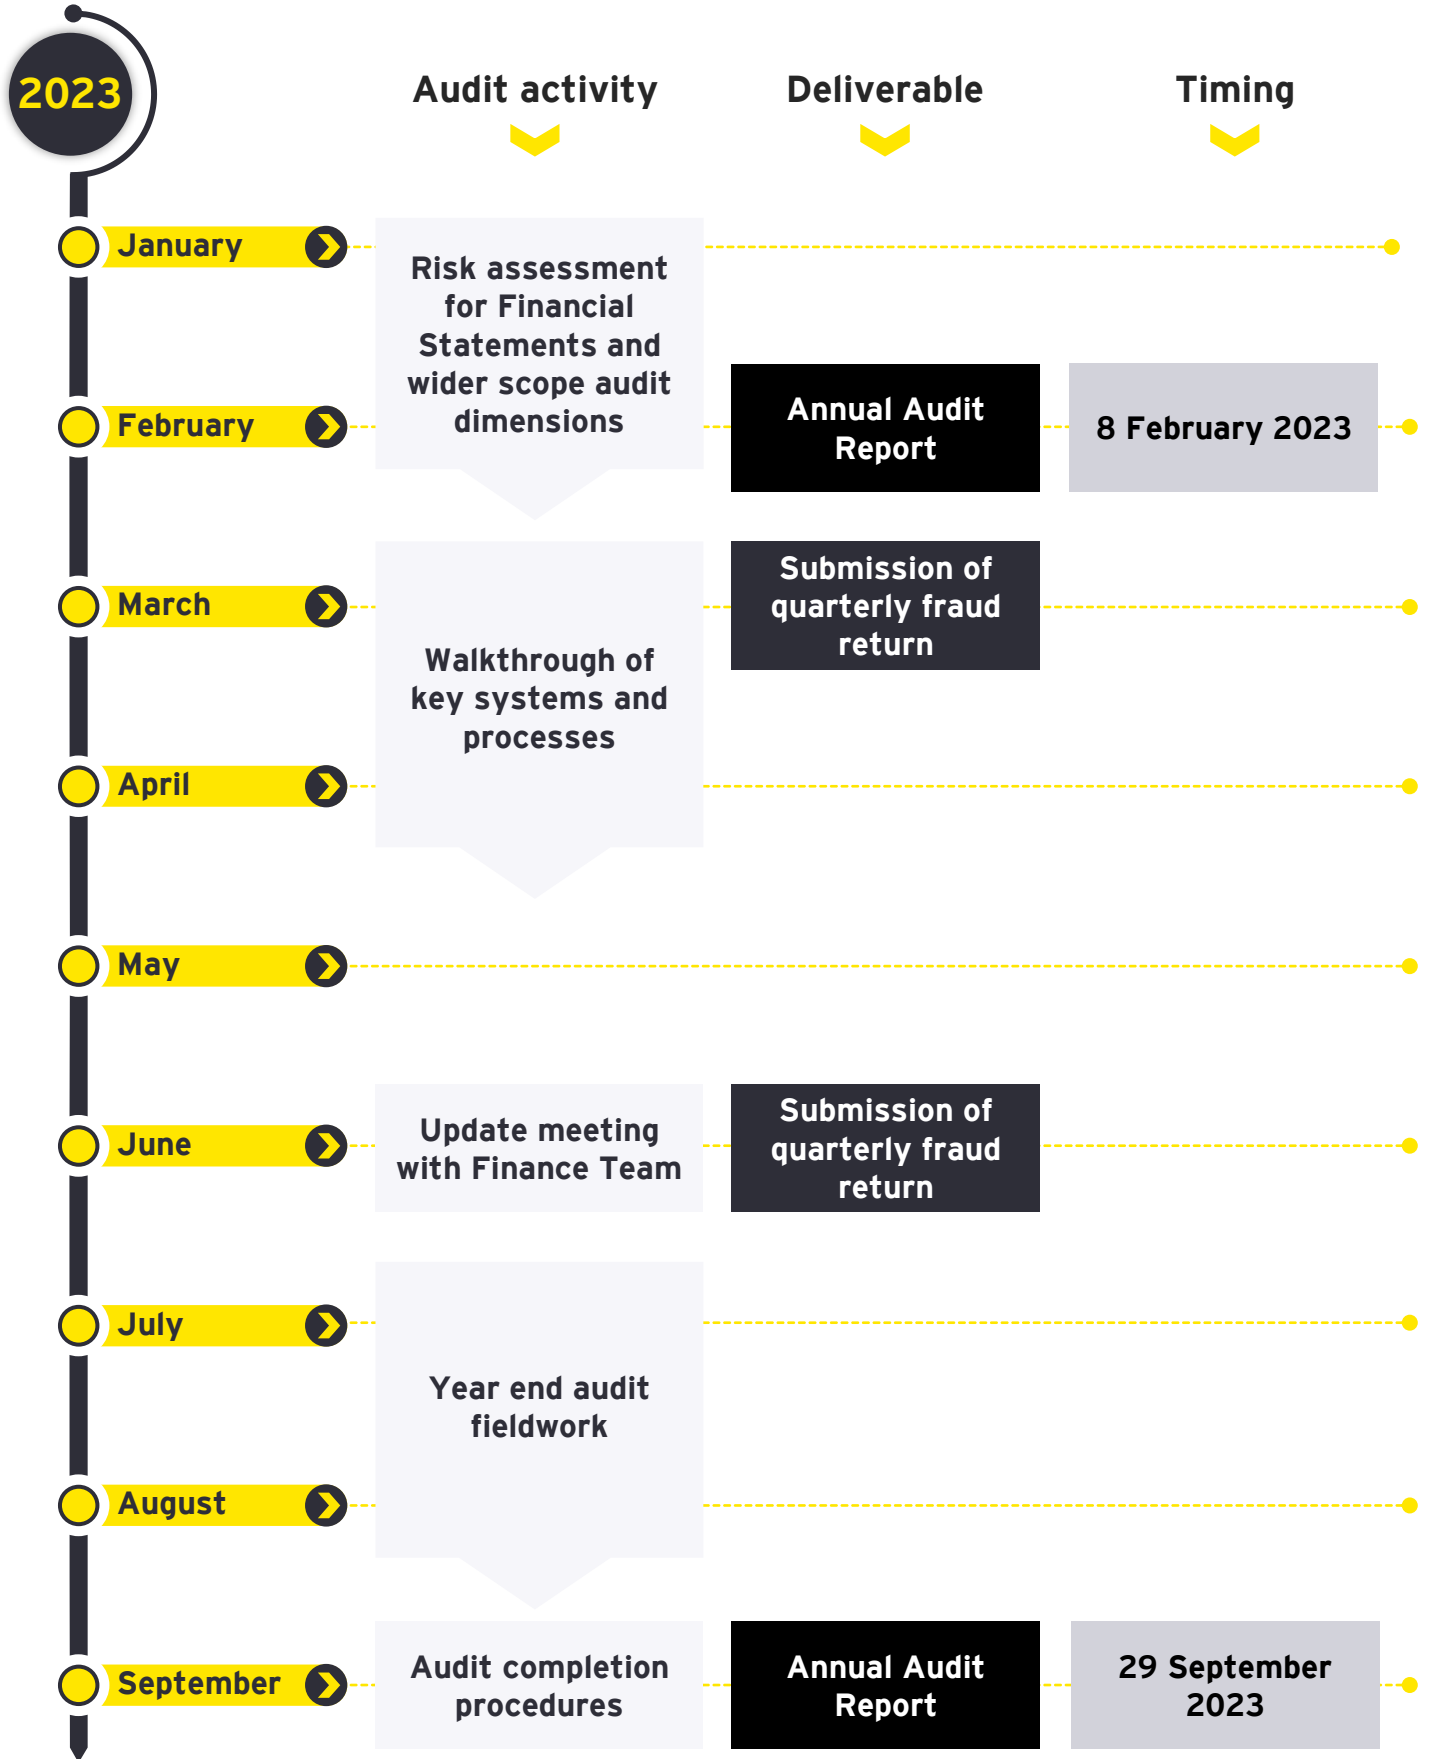 2023
Audit activity
Deliverable
Timing
January
Risk assessment
for Financial
Statements and
wider scope audit
dimensions
February
Annual Audit
Report
8 February 2023
March
Submission of
quarterly fraud
return
Walkthrough of
key systems and
processes
April
May
June
Update meeting
with Finance Team
Submission of
quarterly fraud
return
July
Year end audit
fieldwork
August
September
Audit completion
procedures
Annual Audit
Report
29 September
2023